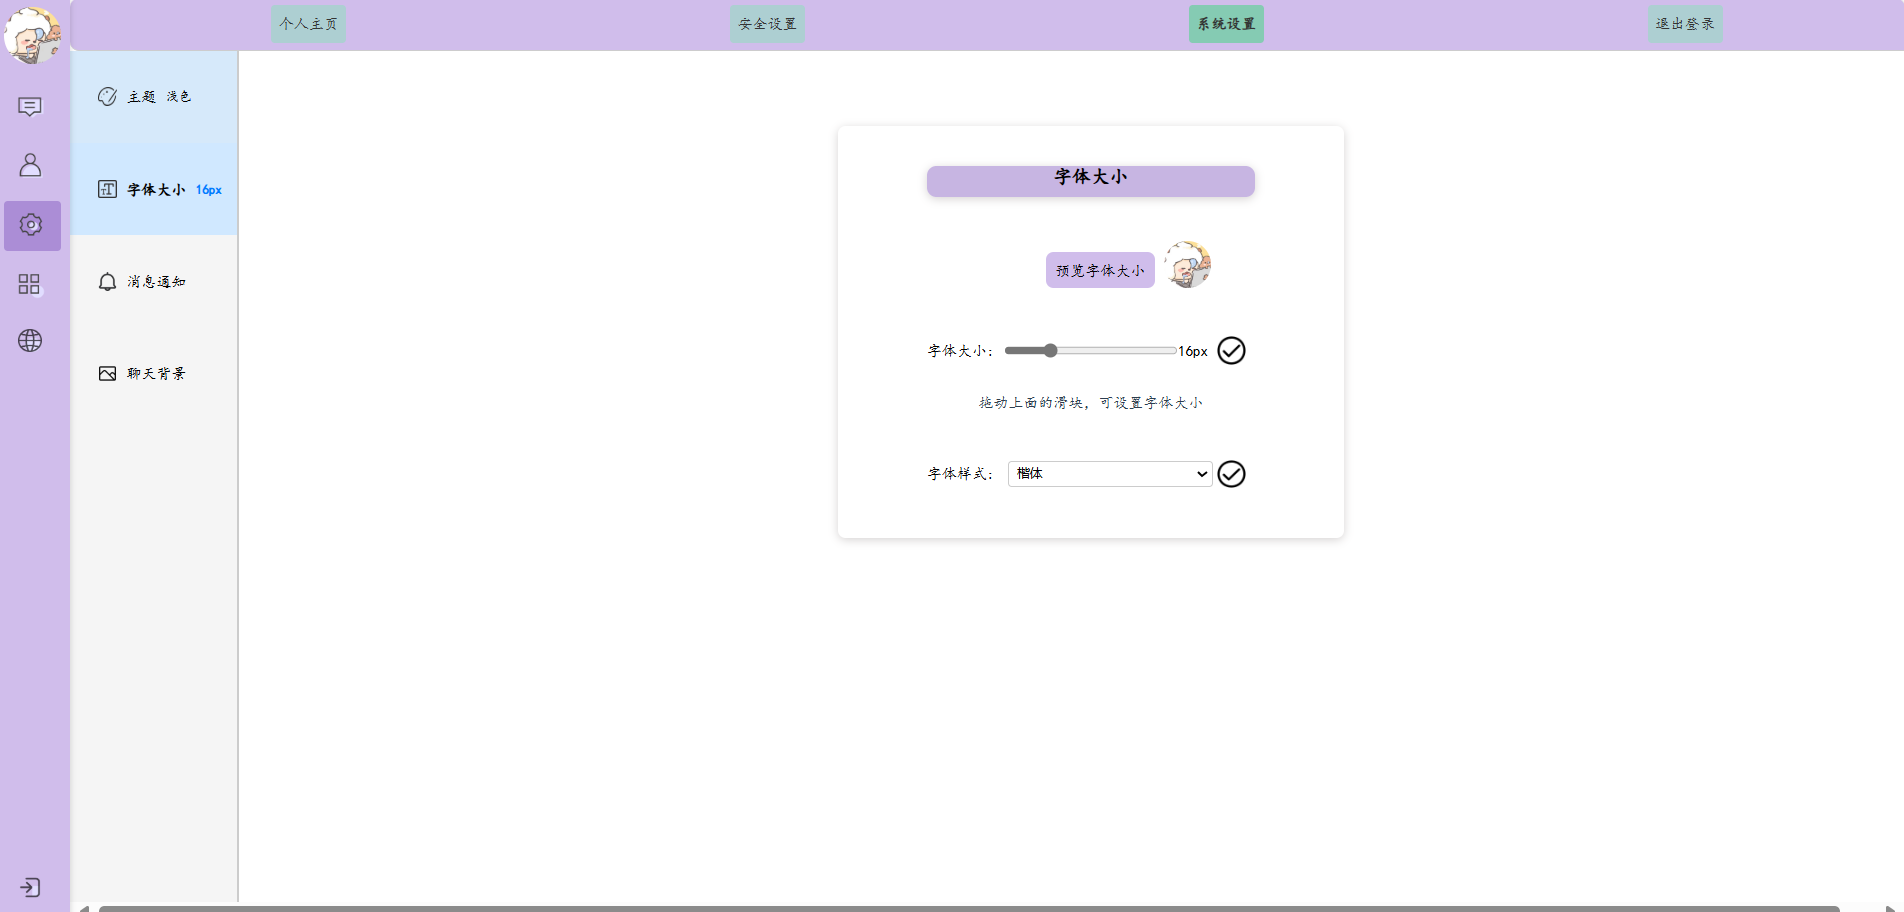 个人主页
安全设置
系统设置
退出登录
主题 浅色
字体大小 16px
消息通知
聊天背景
字体大小
预览字体大小
字体大小： 16px
拖动上面的滑块，可设置字体大小
字体样式： 楷体